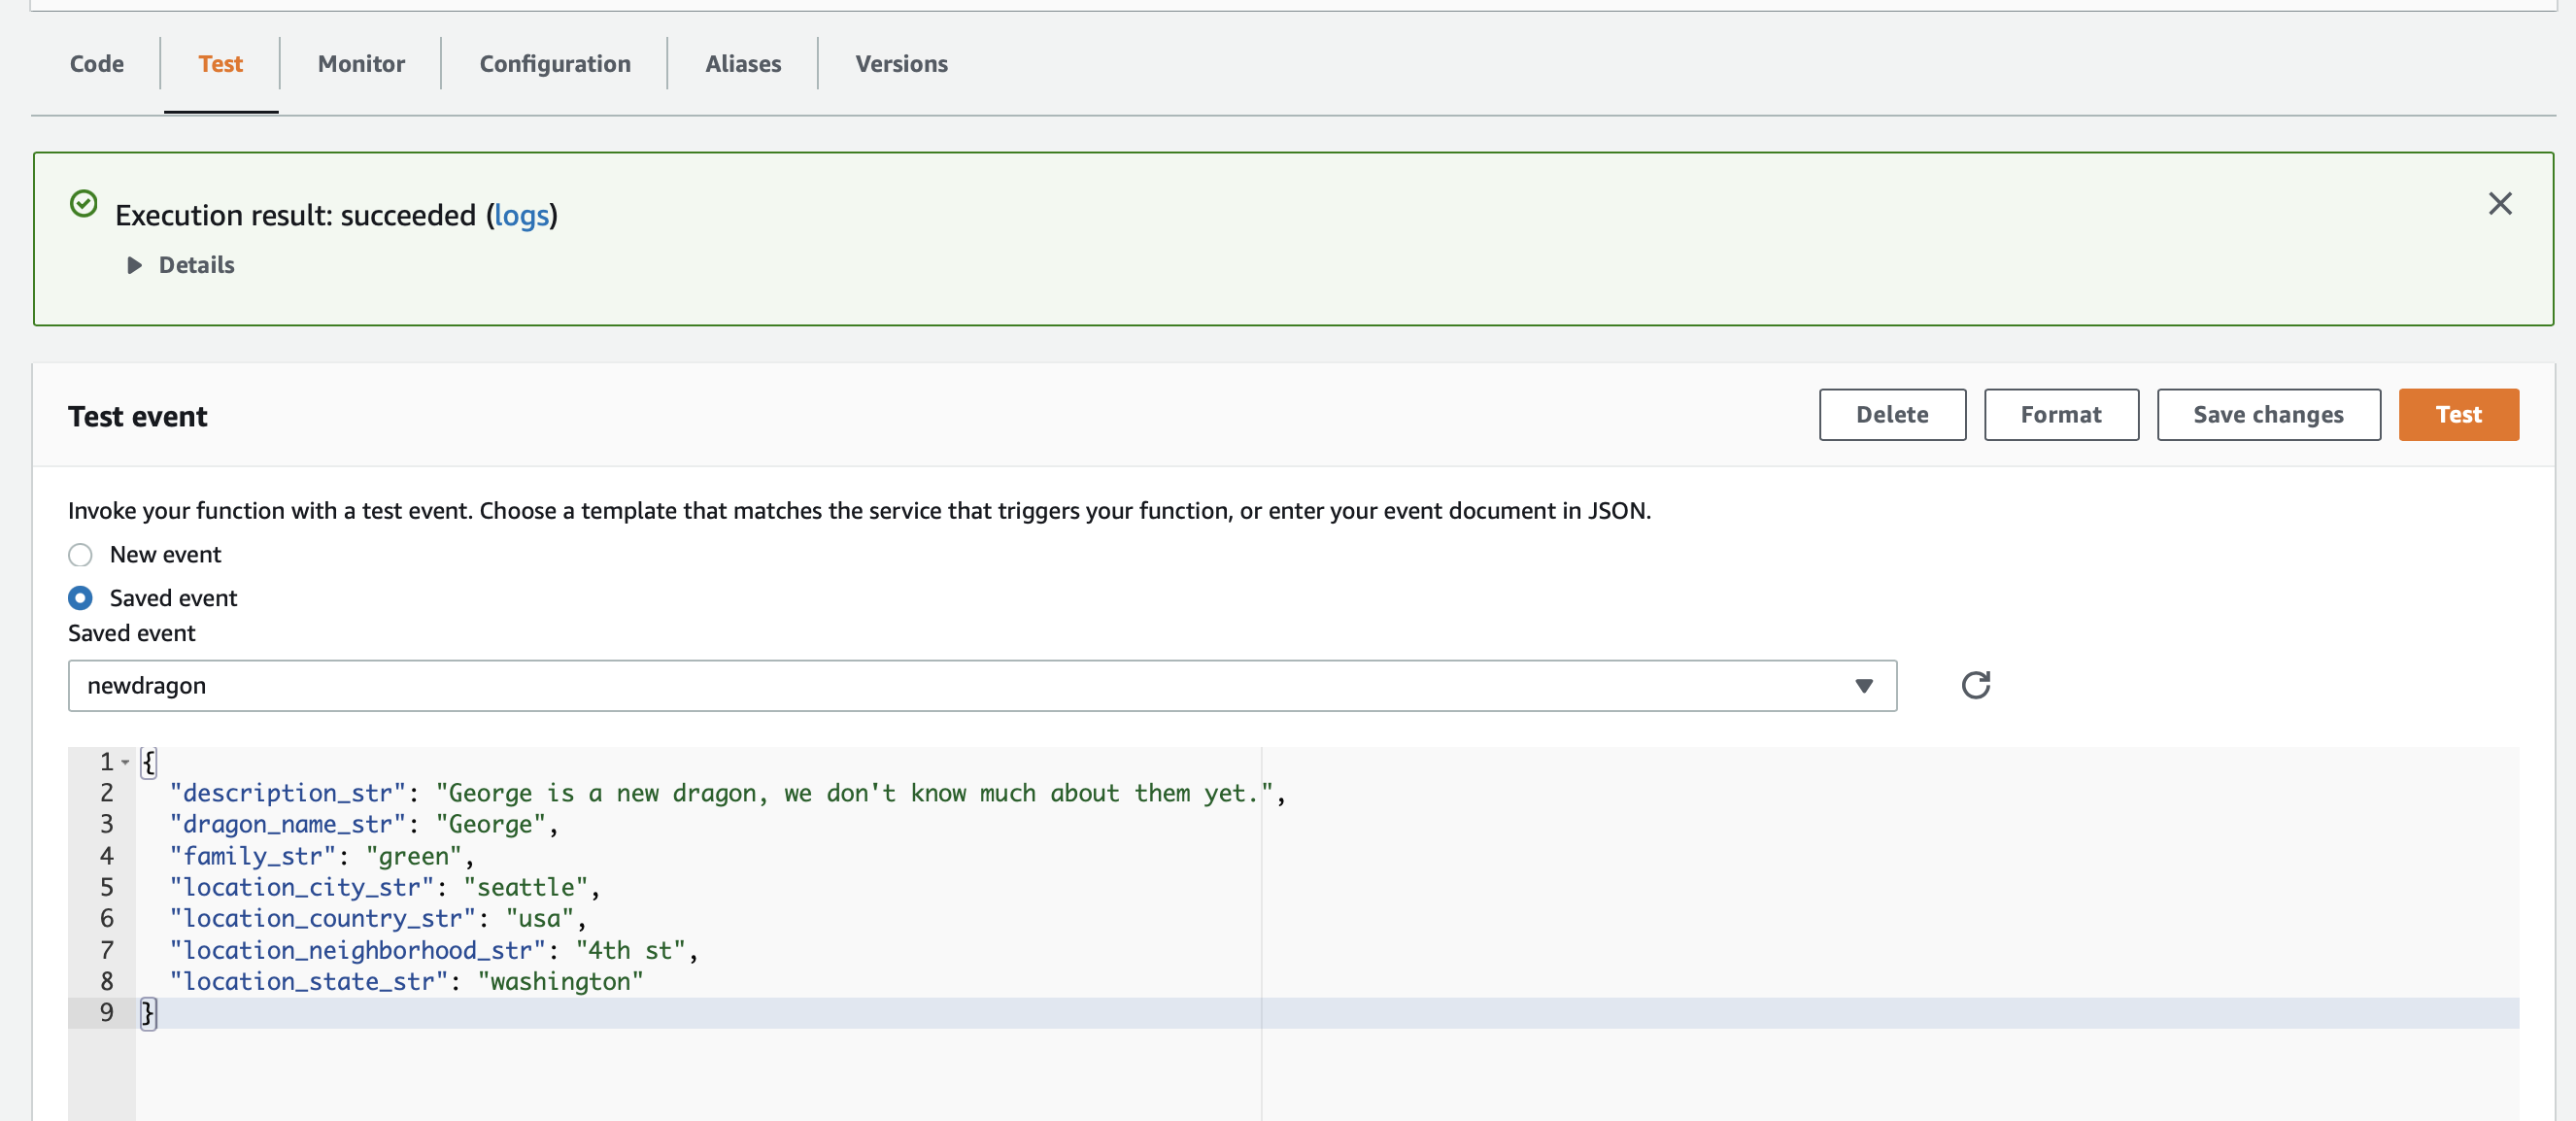 Code Test Monitor Configuration Aliases Versions
Execution result: succeeded (logs)
Details
Test event Delete Format Save changes Test
Invoke your function with a test event. Choose a template that matches the service that triggers your function, or enter your event document in JSON.
New event
Saved event
Saved event
newdragon
1 {
2 "description_str": "George is a new dragon, we don't know much about them yet.",
3 "dragon_name_str": "George",
4 "family_str": "green",
5 "location_city_str": "seattle",
6 "location_country_str": "usa",
7 "location_neighborhood_str": "4th st",
8 "location_state_str": "washington"
9 }